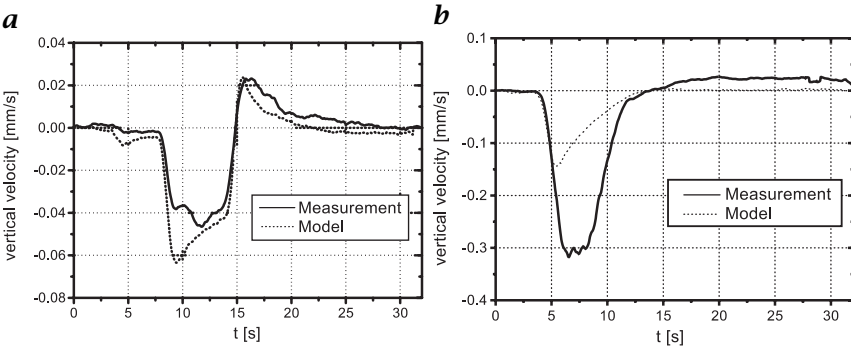 a
vertical velocity [mm/s]
0.04
0.02
0.00
-0.02
-0.04
-0.06
-0.08
Measurement
Model
0 5 10 15 20 25 30
t [s]
b
vertical velocity [mm/s]
0.1
0.0
-0.1
-0.2
-0.3
-0.4
Measurement
Model
0 5 10 15 20 25 30
t [s]